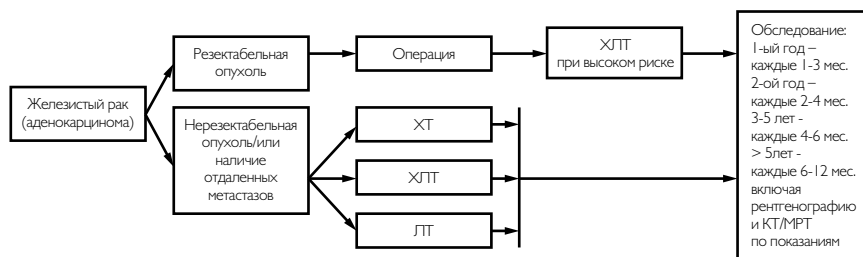 Железистый рак
(аденокарцинома)
Резектабельная
опухоль
Операция
ХЛТ
при высоком риске
Нерезектабельная
опухоль/или
наличие
отдаленных
метастазов
ХТ
ХЛТ
ЛТ
Обследование:
1-ый год –
каждые 1-3 мес.
2-ой год –
каждые 2-4 мес.
3-5 лет -
каждые 4-6 мес.
> 5лет -
каждые 6-12 мес.
включая
рентгенографию
и КТ/МРТ
по показаниям